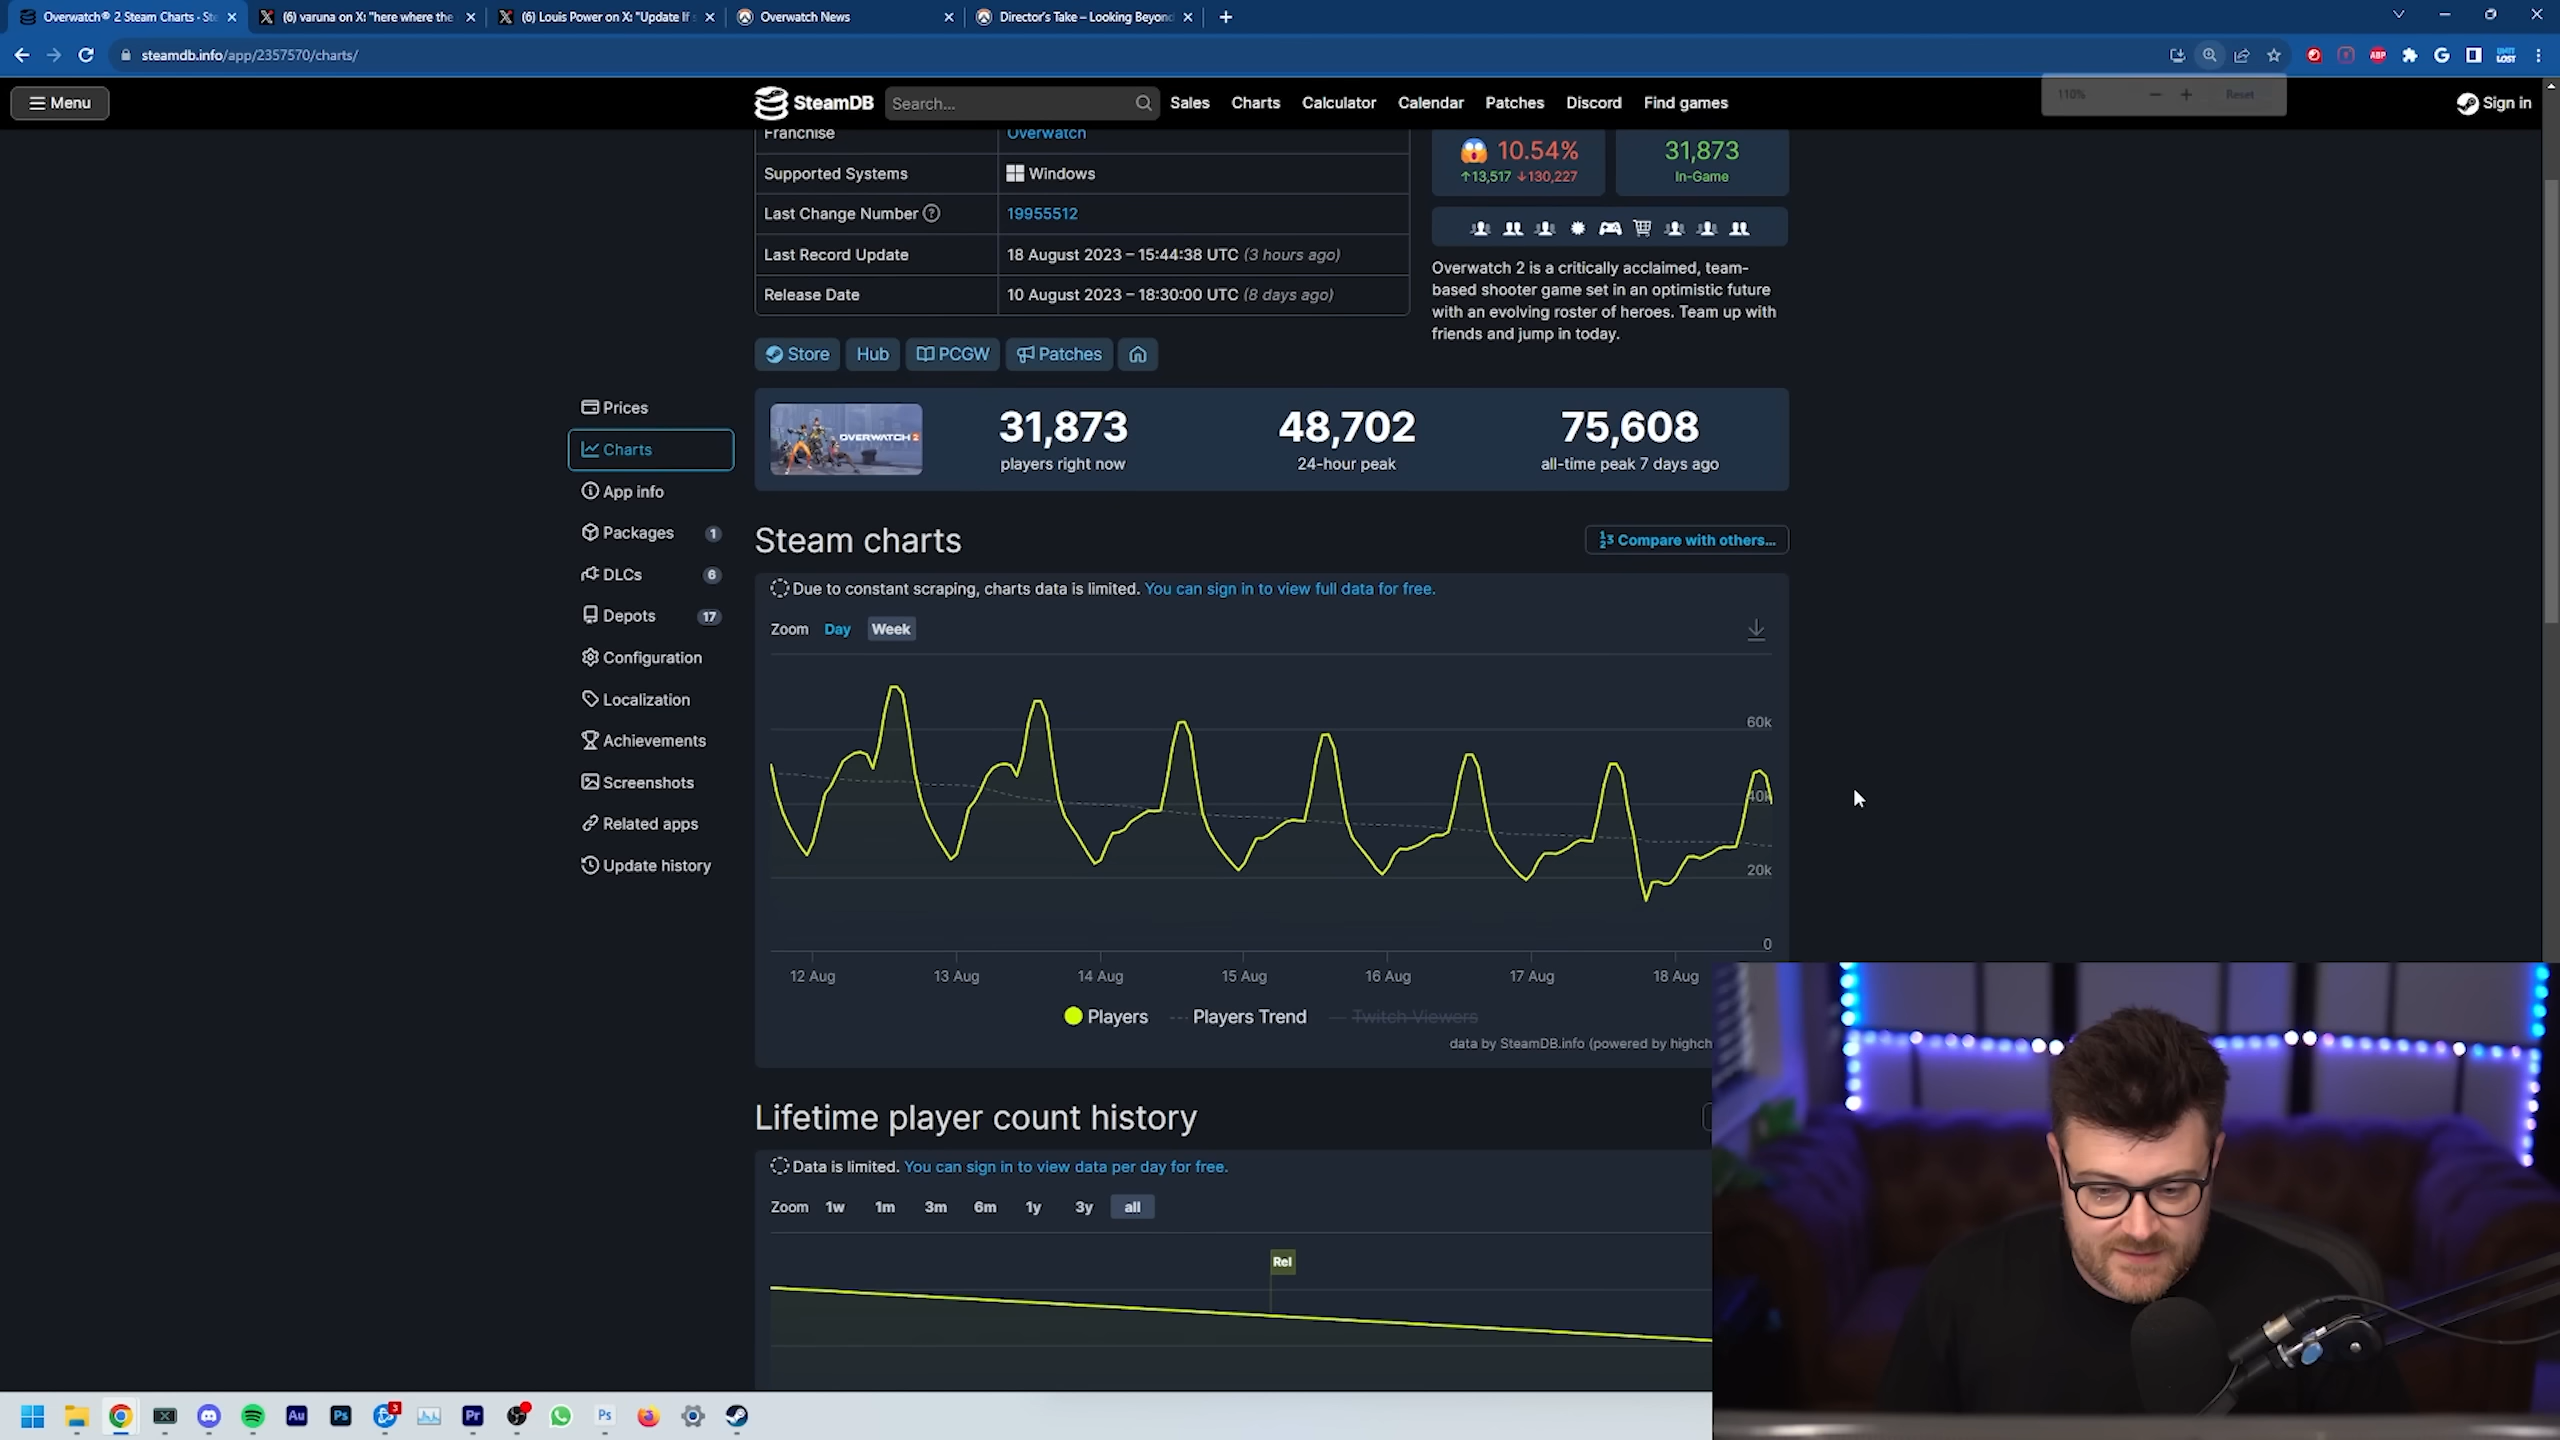 Overwatch® 2 Steam Charts · Ste
(6) varuna on X: "here where the
(6) Louis Power on X: "Update If
Overwatch News
Director's Take – Looking Beyond
steamdb.info/app/2357570/charts/
ABP
UNIT LOST
Menu
SteamDB
Search...
Sales
Charts
Calculator
Calendar
Patches
Discord
Find games
110%
Reset
Sign in
Franchise
Overwatch
Supported Systems
Windows
Last Change Number
19955512
Last Record Update
18 August 2023 – 15:44:38 UTC (3 hours ago)
Release Date
10 August 2023 – 18:30:00 UTC (8 days ago)
10.54%
↑13,517 ↓130,227
31,873
In-Game
Overwatch 2 is a critically acclaimed, team-
based shooter game set in an optimistic future
with an evolving roster of heroes. Team up with
friends and jump in today.
Store
Hub
PCGW
Patches
Prices
Charts
App info
Packages 1
DLCs 6
Depots 17
Configuration
Localization
Achievements
Screenshots
Related apps
Update history
OVERWATCH 2
31,873
players right now
48,702
24-hour peak
75,608
all-time peak 7 days ago
Steam charts
Compare with others...
Due to constant scraping, charts data is limited. You can sign in to view full data for free.
Zoom Day Week
60k
40k
20k
0
12 Aug
13 Aug
14 Aug
15 Aug
16 Aug
17 Aug
18 Aug
Players
Players Trend
Twitch Viewers
data by SteamDB.info (powered by highch
Lifetime player count history
Data is limited. You can sign in to view data per day for free.
Zoom 1w 1m 3m 6m 1y 3y all
Rel
Au
Ps
3
Pr
Ps